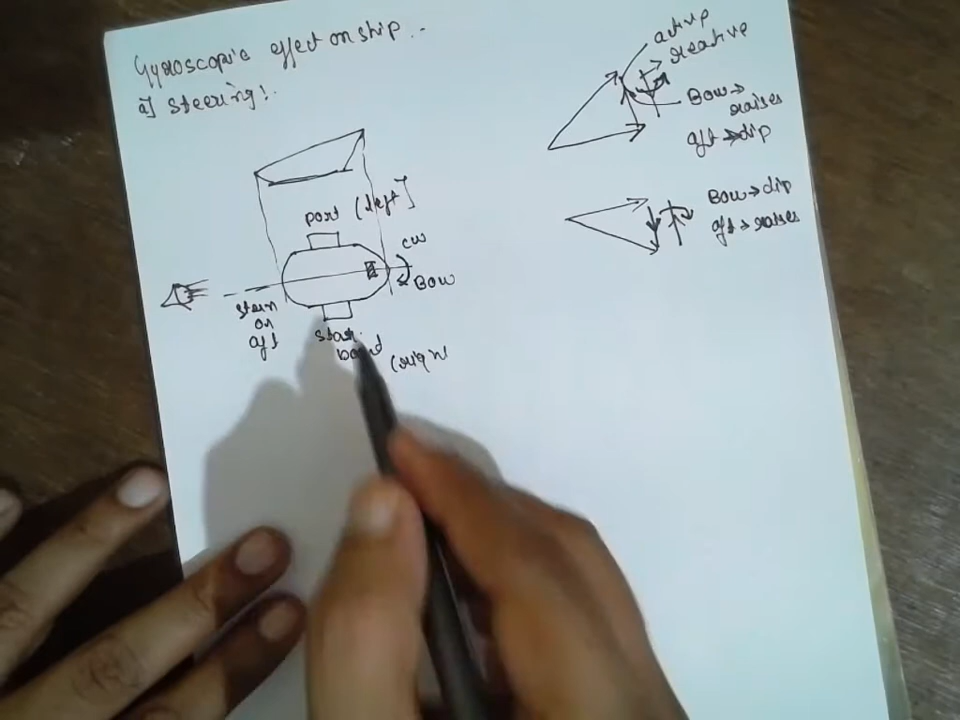 Gyroscopic effect on ship..
a] steering:
port (left]
cw
Bow
stern
or
aft
star
board (righ
active
reactive
Bow→
raises
aft→dip
Bow→dip
aft→raises